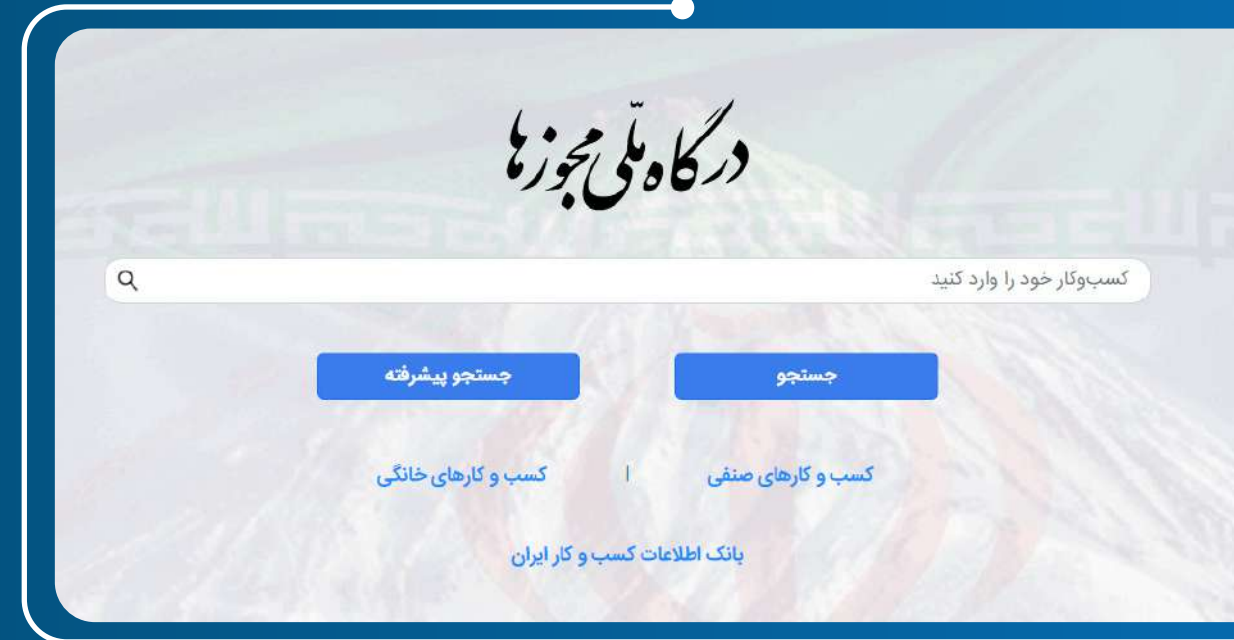 درگاه ملّی مجوزها
کسب‌وکار خود را وارد کنید
جستجو
جستجو پیشرفته
کسب و کارهای صنفی | کسب و کارهای خانگی
بانک اطلاعات کسب و کار ایران